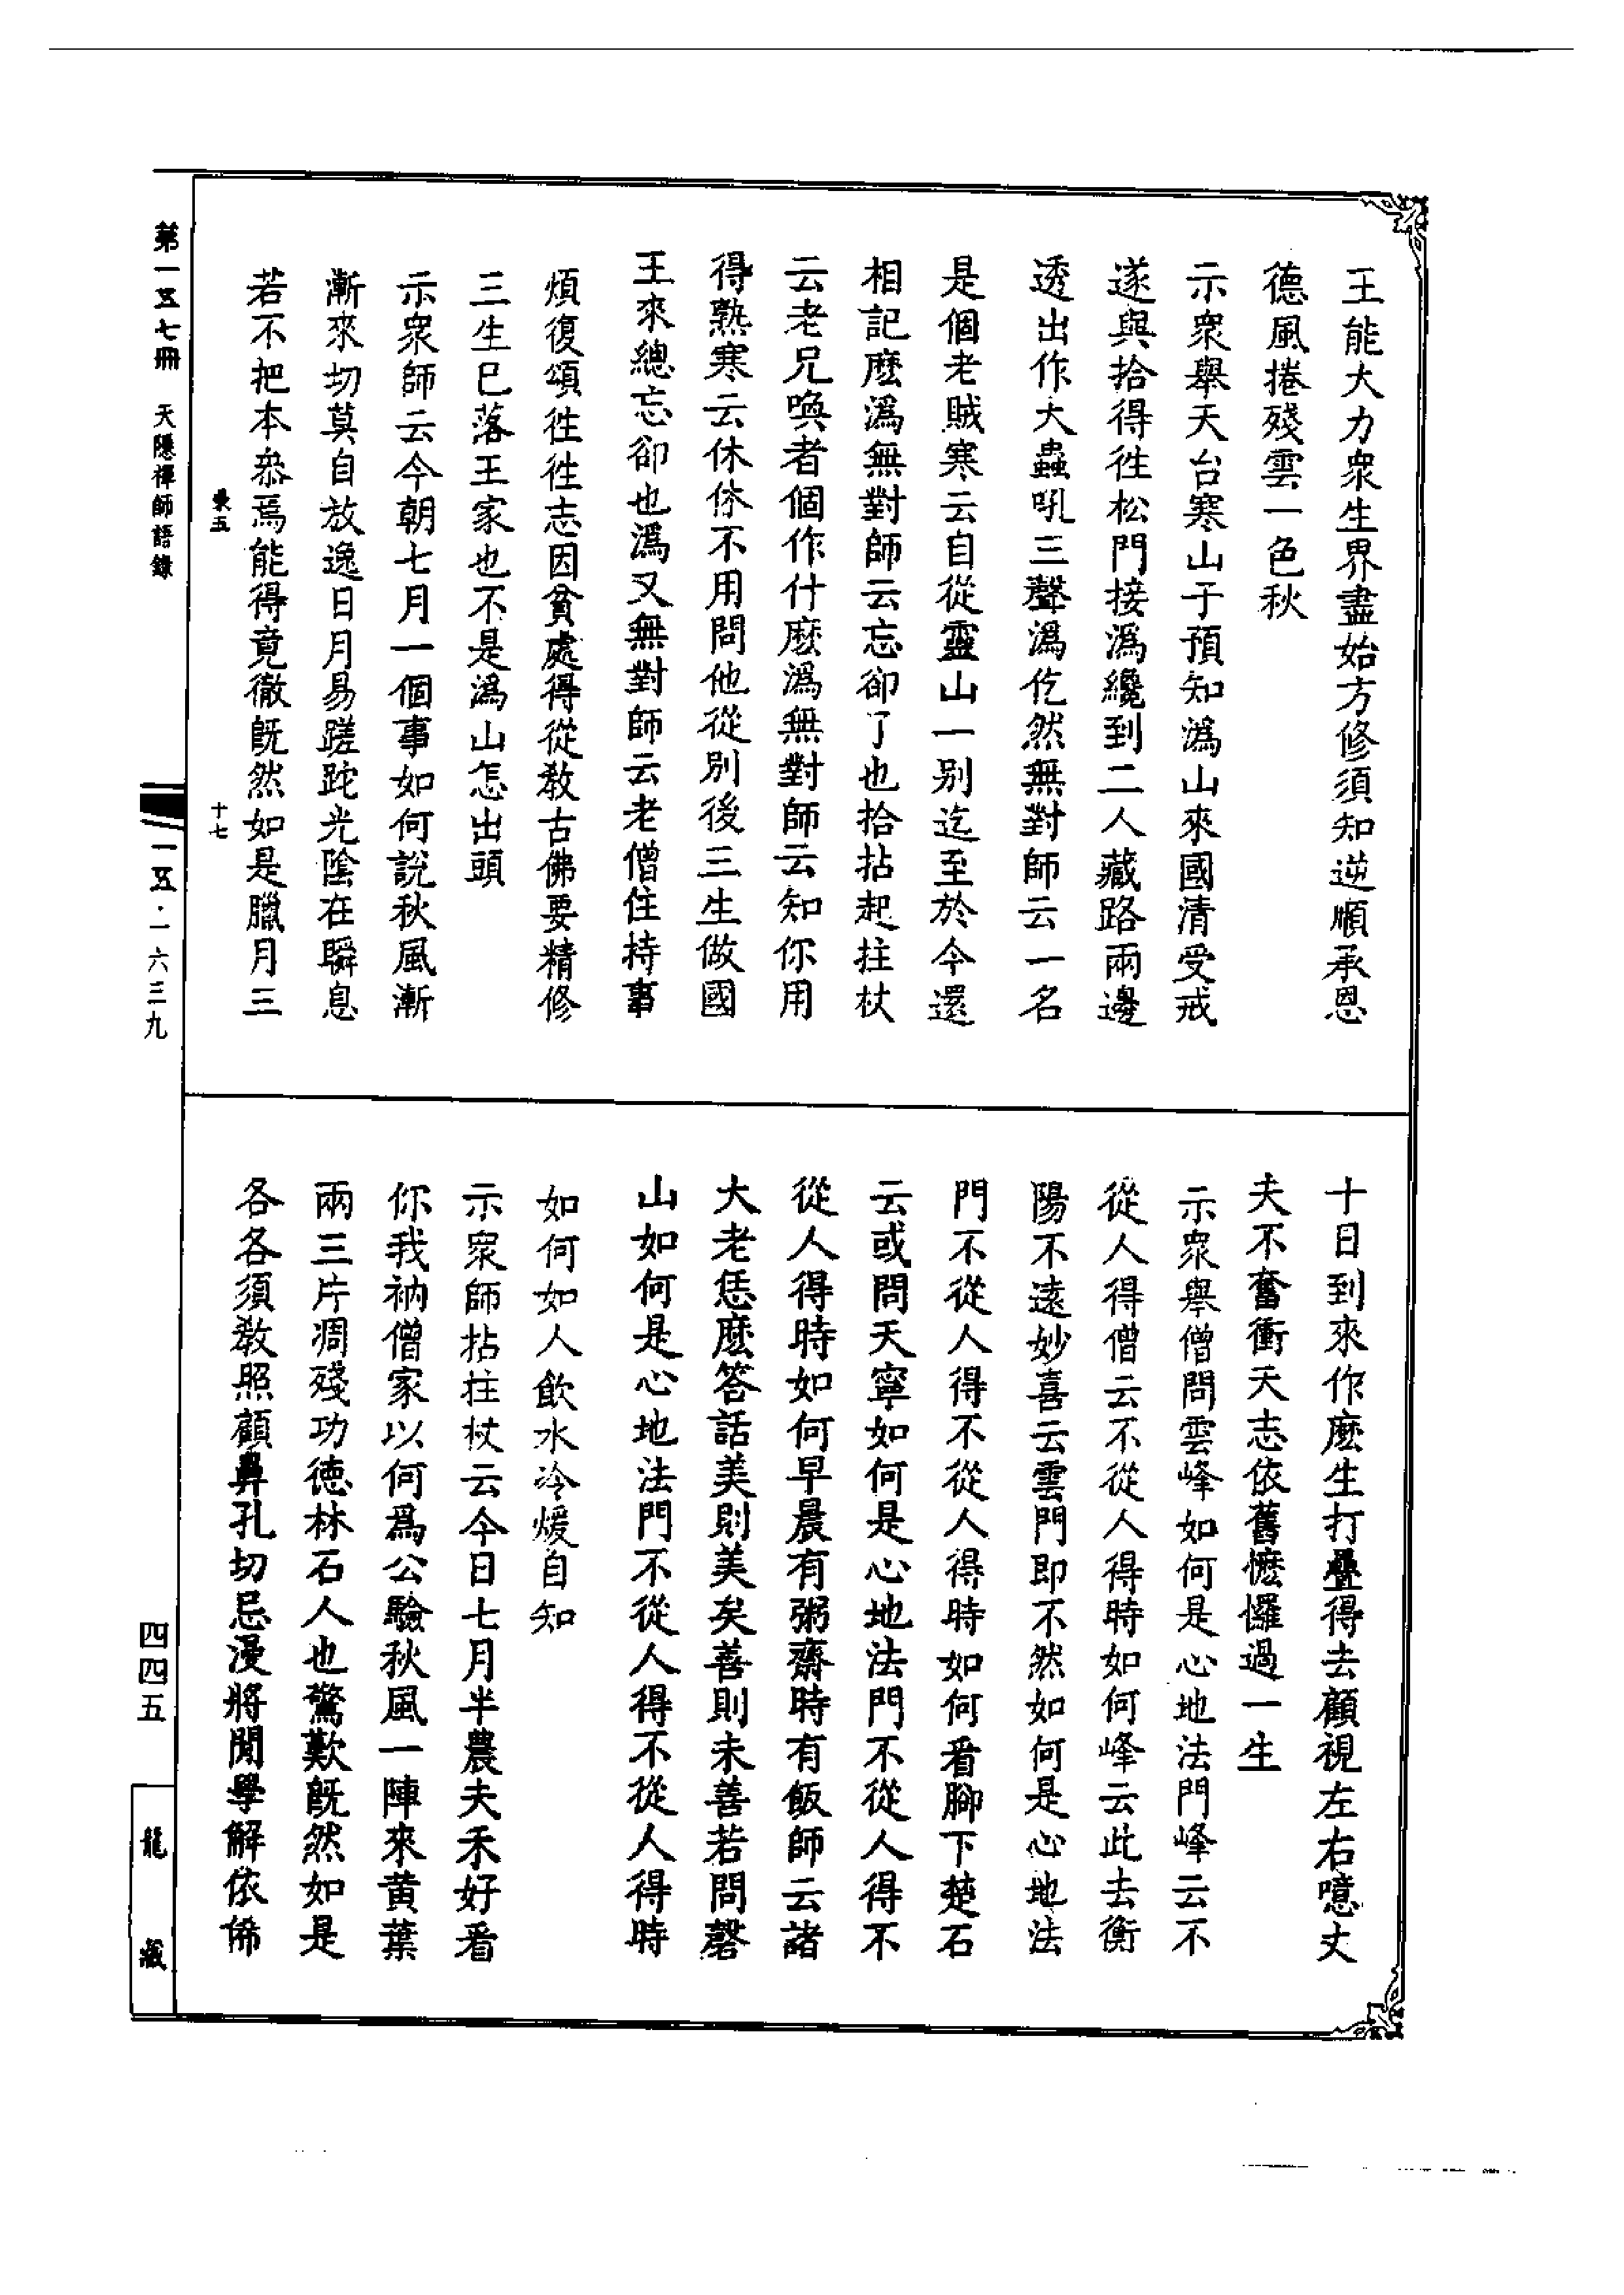 王能大力衆生界盡始方修須知逆順承恩
德風捲殘雲一色秋
示衆舉天台寒山于預知溈山來國清受戒
遂與拾得徃松門接溈纔到二人藏路兩邊
透出作大蟲吼三聲溈仡然無對師云一名
是個老賊寒云自從靈山一别迄至於今還
相記麽溈無對師云忘卻了也拾拈起拄杖
云老兄喚者個作什麽溈無對師云知你用
得熟寒云休休不用問他從别後三生做國
王來總忘卻也溈又無對師云老僧住持事
煩復頌徃徃志因貧處得從教古佛要精修
三生已落王家也不是溈山怎出頭
示衆師云今朝七月一個事如何說秋風漸
漸來切莫自放逸日月易蹉跎光陰在瞬息
若不把本叅焉能得竟徹旣然如是臘月三
十日到來作麽生打疊得去顧視左右噫丈
夫不奮衝天志依舊懡㦬過一生
示衆舉僧問雲峰如何是心地法門峰云不
從人得僧云不從人得時如何峰云此去衡
陽不遠妙喜云雲門即不然如何是心地法
門不從人得不從人得時如何看腳下楚石
云或問天寧如何是心地法門不從人得不
從人得時如何早晨有粥齋時有飯師云諸
大老恁麽答話美則美矣善則未善若問磬
山如何是心地法門不從人得不從人得時
如何如人飲水冷煖自知
示衆師拈拄杖云今日七月半農夫禾好看
你我衲僧家以何爲公驗秋風一陣來黄葉
兩三片凋殘功德林石人也驚歎旣然如是
各各須教照顧鼻孔切忌漫將閒學解依俙
第一五七冊 天隱禪師語錄
卷五
十七
一五·一六三九
四四五
龍藏